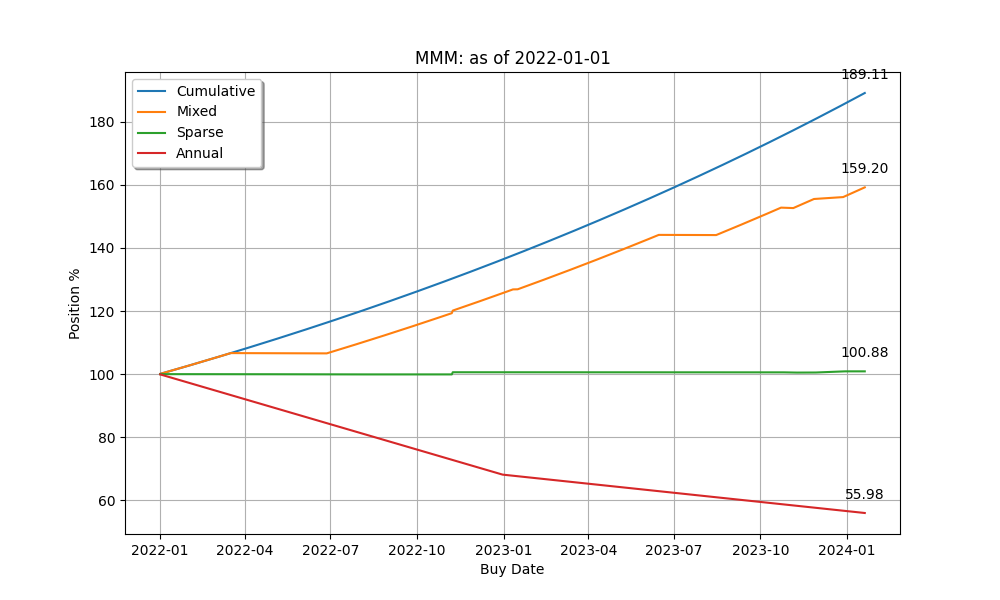 MMM: as of 2022-01-01
189.11
Cumulative
Mixed
Sparse
Annual
180
160
140
120
100
80
60
159.20
100.88
55.98
Position %
2022-01 2022-04 2022-07 2022-10 2023-01 2023-04 2023-07 2023-10 2024-01
Buy Date